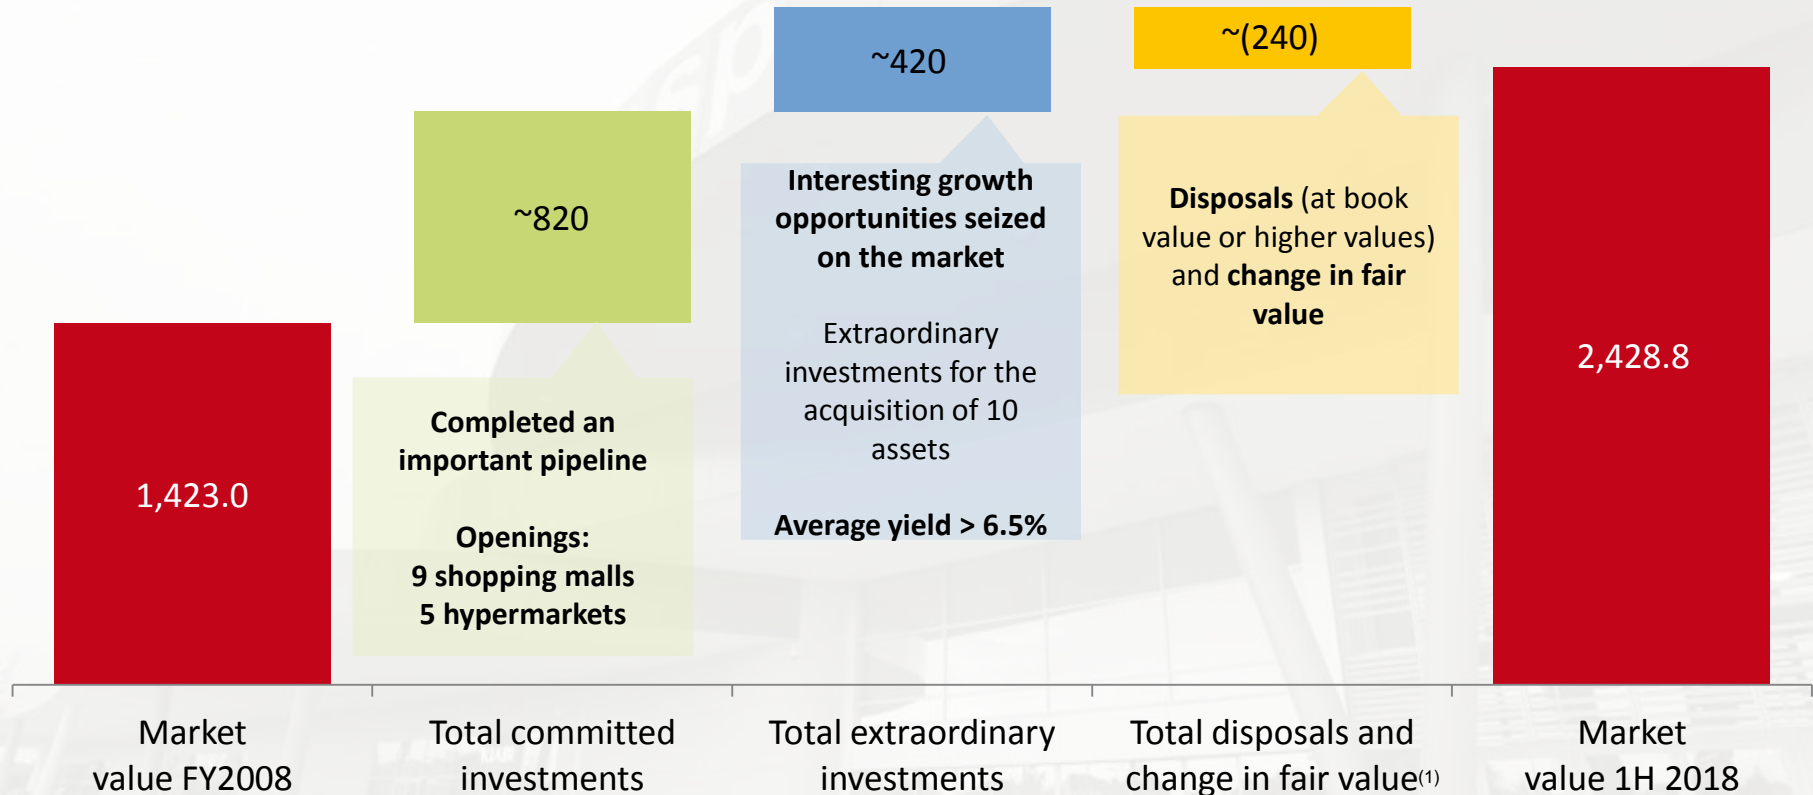 ~420
~(240)
~820
1,423.0
2,428.8
Completed an
important pipeline
Openings:
9 shopping malls
5 hypermarkets
Interesting growth
opportunities seized
on the market
Extraordinary
investments for the
acquisition of 10
assets
Average yield > 6.5%
Disposals (at book
value or higher values)
and change in fair
value
Market
value FY2008
Total committed
investments
Total extraordinary
investments
Total disposals and
change in fair value(1)
Market
value 1H 2018